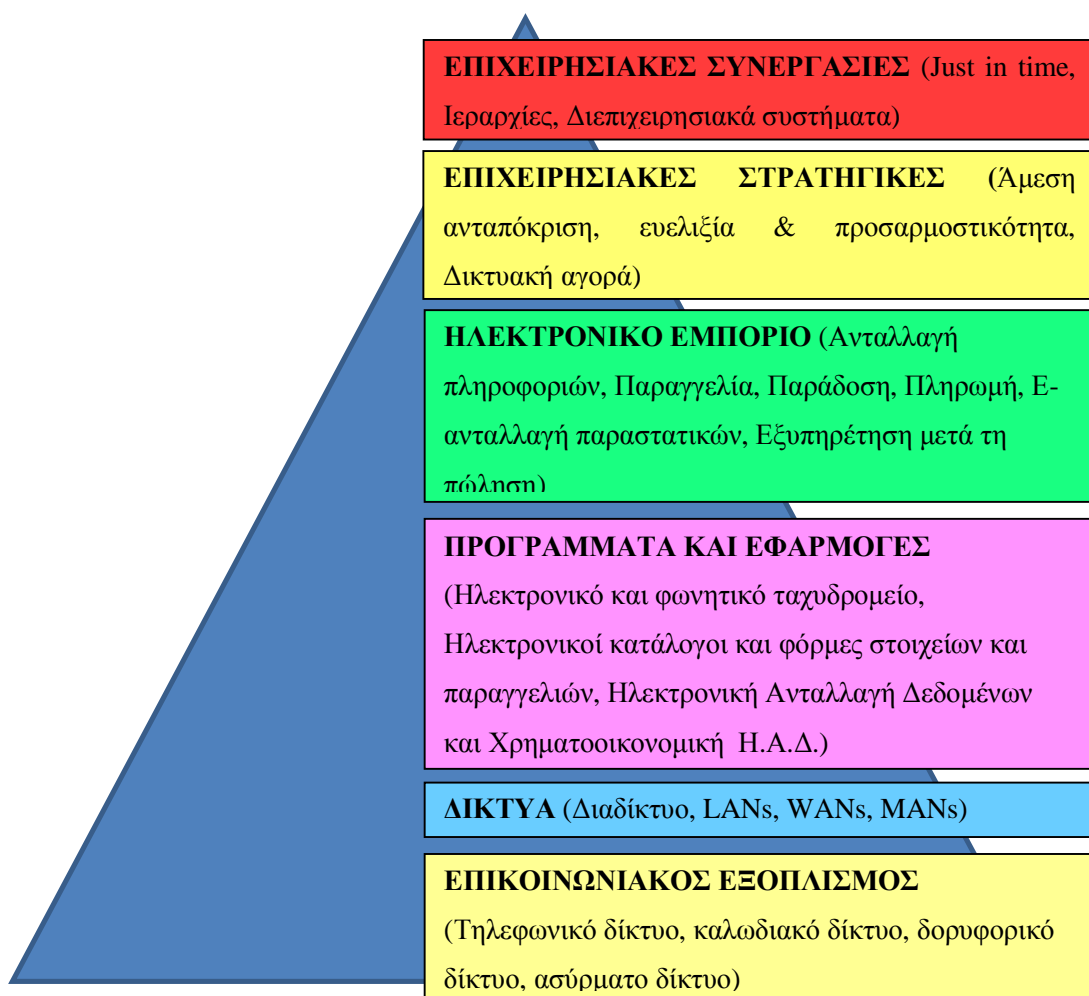 ΕΠΙΧΕΙΡΗΣΙΑΚΕΣ ΣΥΝΕΡΓΑΣΙΕΣ (Just in time,
Ιεραρχίες, Διεπιχειρησιακά συστήματα)
ΕΠΙΧΕΙΡΗΣΙΑΚΕΣ ΣΤΡΑΤΗΓΙΚΕΣ (Άμεση
ανταπόκριση, ευελιξία & προσαρμοστικότητα,
Δικτυακή αγορά)
ΗΛΕΚΤΡΟΝΙΚΟ ΕΜΠΟΡΙΟ (Ανταλλαγή
πληροφοριών, Παραγγελία, Παράδοση, Πληρωμή, Ε-
ανταλλαγή παραστατικών, Εξυπηρέτηση μετά τη
πώληση)
ΠΡΟΓΡΑΜΜΑΤΑ ΚΑΙ ΕΦΑΡΜΟΓΕΣ
(Ηλεκτρονικό και φωνητικό ταχυδρομείο,
Ηλεκτρονικοί κατάλογοι και φόρμες στοιχείων και
παραγγελιών, Ηλεκτρονική Ανταλλαγή Δεδομένων
και Χρηματοοικονομική Η.Α.Δ.)
ΔΙΚΤΥΑ (Διαδίκτυο, LANs, WANs, MANs)
ΕΠΙΚΟΙΝΩΝΙΑΚΟΣ ΕΞΟΠΛΙΣΜΟΣ
(Τηλεφωνικό δίκτυο, καλωδιακό δίκτυο, δορυφορικό
δίκτυο, ασύρματο δίκτυο)